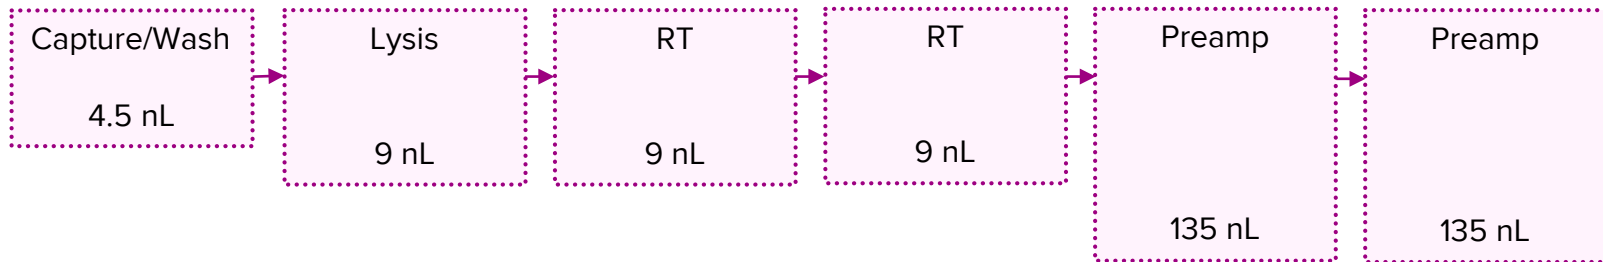 Capture/Wash
4.5 nL
Lysis
9 nL
RT
9 nL
RT
9 nL
Preamp
135 nL
Preamp
135 nL